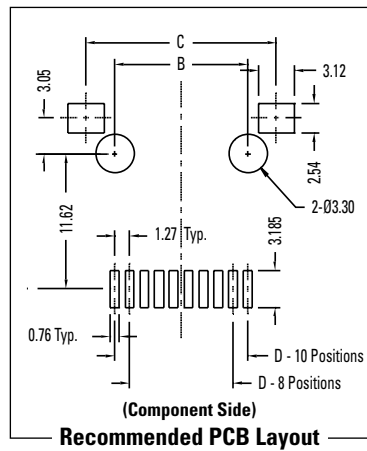 C
B
3.05
3.12
2.54
2-Ø3.30
11.62
1.27 Typ.
3.185
0.76 Typ.
D - 10 Positions
D - 8 Positions
(Component Side)
Recommended PCB Layout